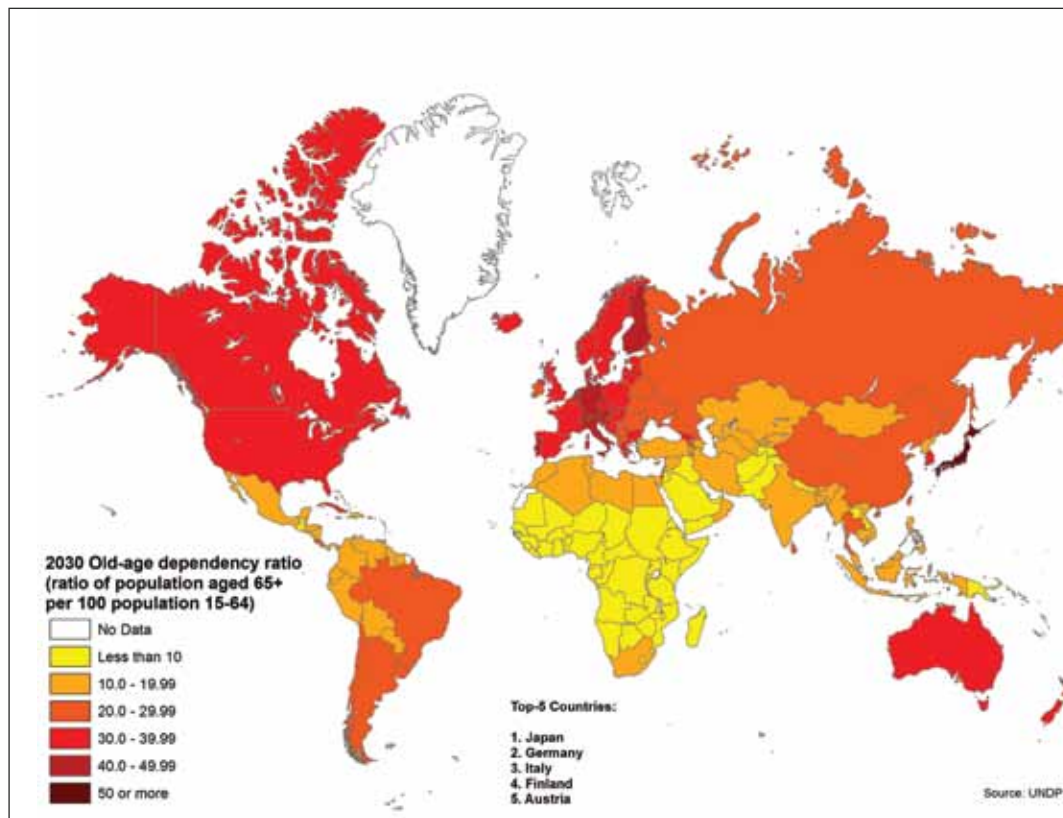 2030 Old-age dependency ratio
(ratio of population aged 65+
per 100 population 15-64)
No Data
Less than 10
10.0 - 19.99
20.0 - 29.99
30.0 - 39.99
40.0 - 49.99
50 or more
Top-5 Countries:
1. Japan
2. Germany
3. Italy
4. Finland
5. Austria
Source: UNDP